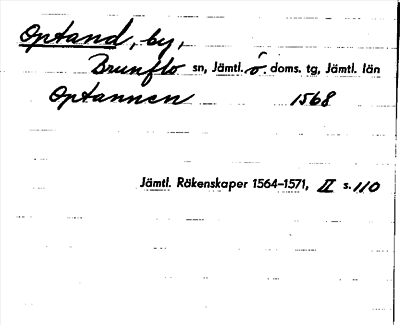 Optand, by,
Brunflo sn, Jämtl. ö. doms. tg, Jämtl. län
Optannen 1568
Jämtl. Räkenskaper 1564–1571, II s. 110